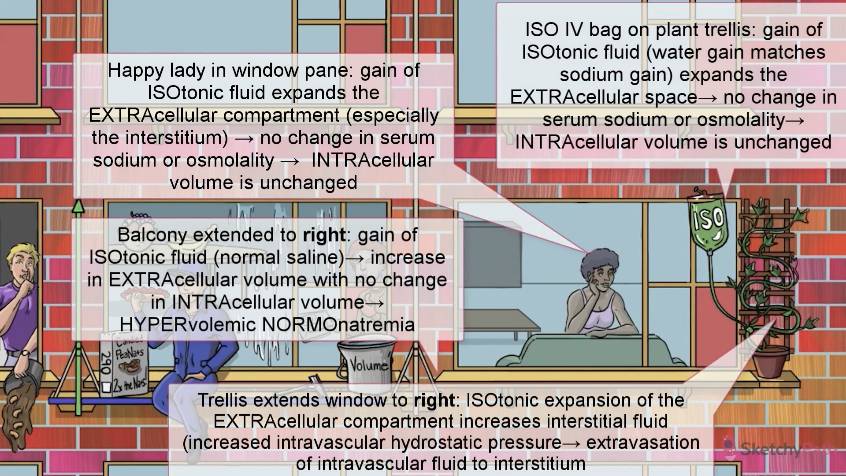 ISO IV bag on plant trellis: gain of
ISOtonic fluid (water gain matches
sodium gain) expands the
EXTRAcellular space→ no change in
serum sodium or osmolality→
INTRAcellular volume is unchanged
Happy lady in window pane: gain of
ISOtonic fluid expands the
EXTRAcellular compartment (especially
the interstitium) → no change in serum
sodium or osmolality → INTRAcellular
volume is unchanged
ISO
Balcony extended to right: gain of
ISOtonic fluid (normal saline)→ increase
in EXTRAcellular volume with no change
in INTRAcellular volume→
HYPERvolemic NORMOnatremia
PeaNats
290
2x the Nats
Volume
Trellis extends window to right: ISOtonic expansion of the
EXTRAcellular compartment increases interstitial fluid
(increased intravascular hydrostatic pressure→ extravasation
of intravascular fluid to interstitium
Sketchy